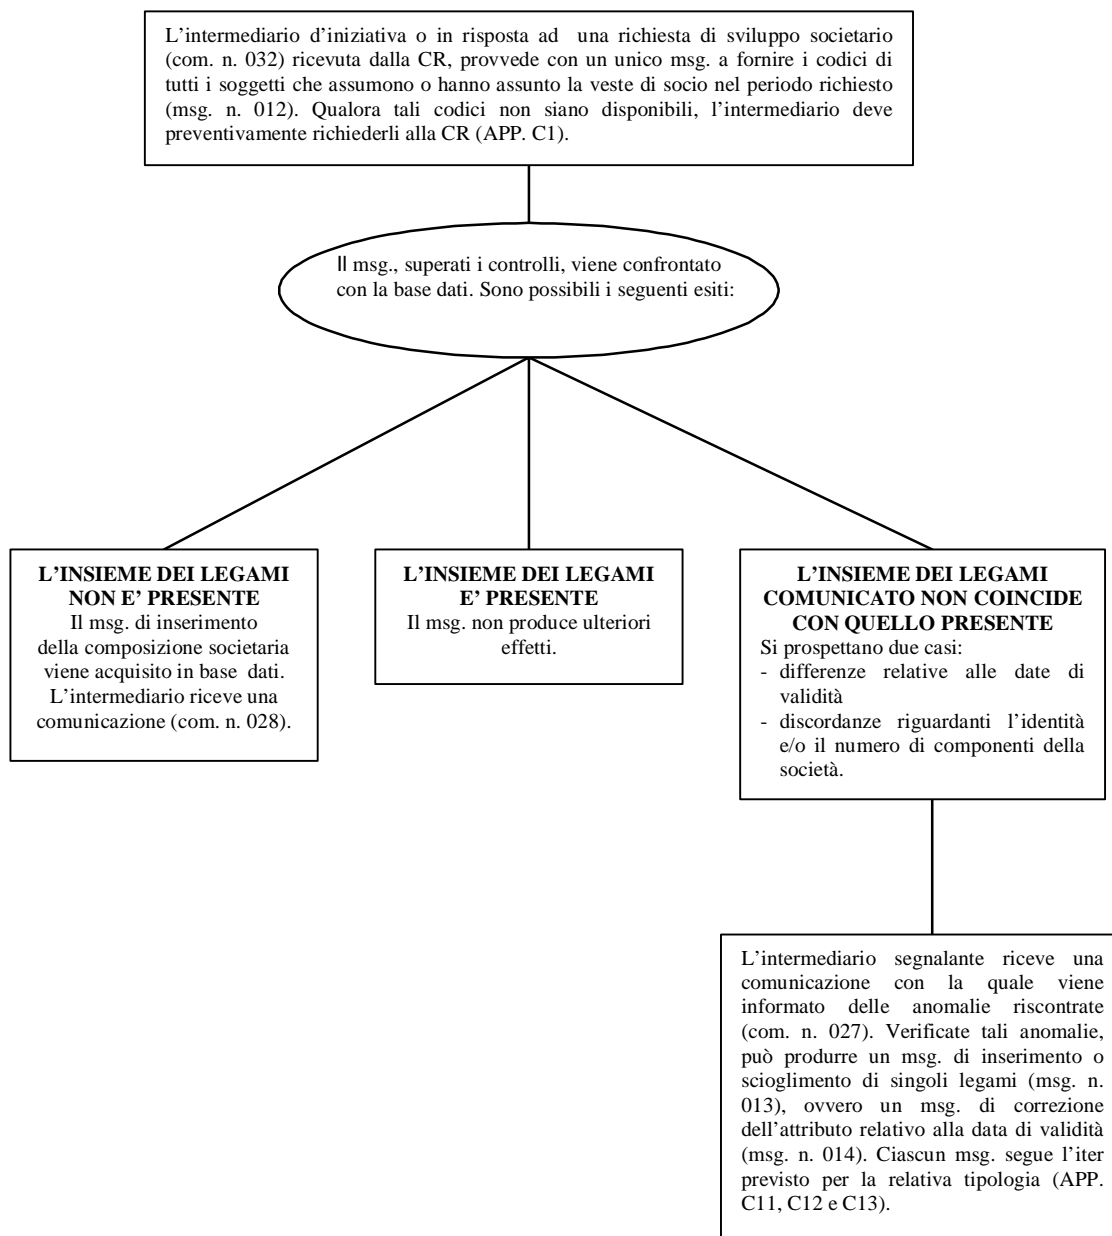 L’intermediario d’iniziativa o in risposta ad una richiesta di sviluppo societario
(com. n. 032) ricevuta dalla CR, provvede con un unico msg. a fornire i codici di
tutti i soggetti che assumono o hanno assunto la veste di socio nel periodo richiesto
(msg. n. 012). Qualora tali codici non siano disponibili, l’intermediario deve
preventivamente richiederli alla CR (APP. C1).
Il msg., superati i controlli, viene confrontato
con la base dati. Sono possibili i seguenti esiti:
L’INSIEME DEI LEGAMI
NON E’ PRESENTE
Il msg. di inserimento
della composizione societaria
viene acquisito in base dati.
L’intermediario riceve una
comunicazione (com. n. 028).
L’INSIEME DEI LEGAMI
E’ PRESENTE
Il msg. non produce ulteriori
effetti.
L’INSIEME DEI LEGAMI
COMUNICATO NON COINCIDE
CON QUELLO PRESENTE
Si prospettano due casi:
- differenze relative alle date di
validità
- discordanze riguardanti l’identità
e/o il numero di componenti della
società.
L’intermediario segnalante riceve una
comunicazione con la quale viene
informato delle anomalie riscontrate
(com. n. 027). Verificate tali anomalie,
può produrre un msg. di inserimento o
scioglimento di singoli legami (msg. n.
013), ovvero un msg. di correzione
dell’attributo relativo alla data di validità
(msg. n. 014). Ciascun msg. segue l’iter
previsto per la relativa tipologia (APP.
C11, C12 e C13).